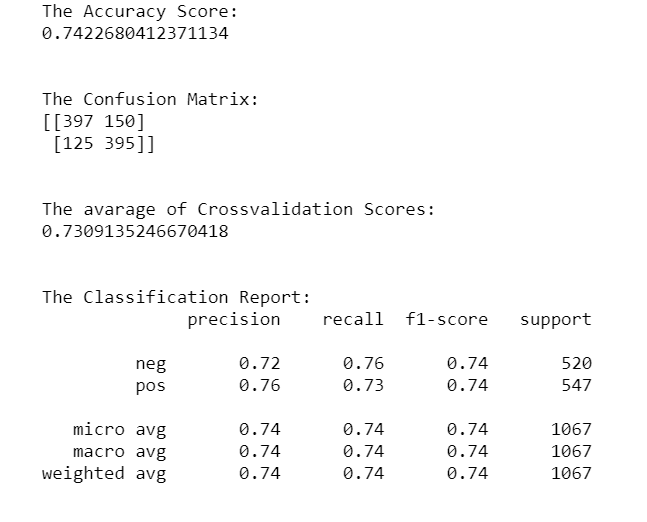 The Accuracy Score:
0.7422680412371134
The Confusion Matrix:
[[397 150]
[125 395]]
The avarage of Crossvalidation Scores:
0.7309135246670418
The Classification Report:
precision recall f1-score support
neg 0.72 0.76 0.74 520
pos 0.76 0.73 0.74 547
micro avg 0.74 0.74 0.74 1067
macro avg 0.74 0.74 0.74 1067
weighted avg 0.74 0.74 0.74 1067